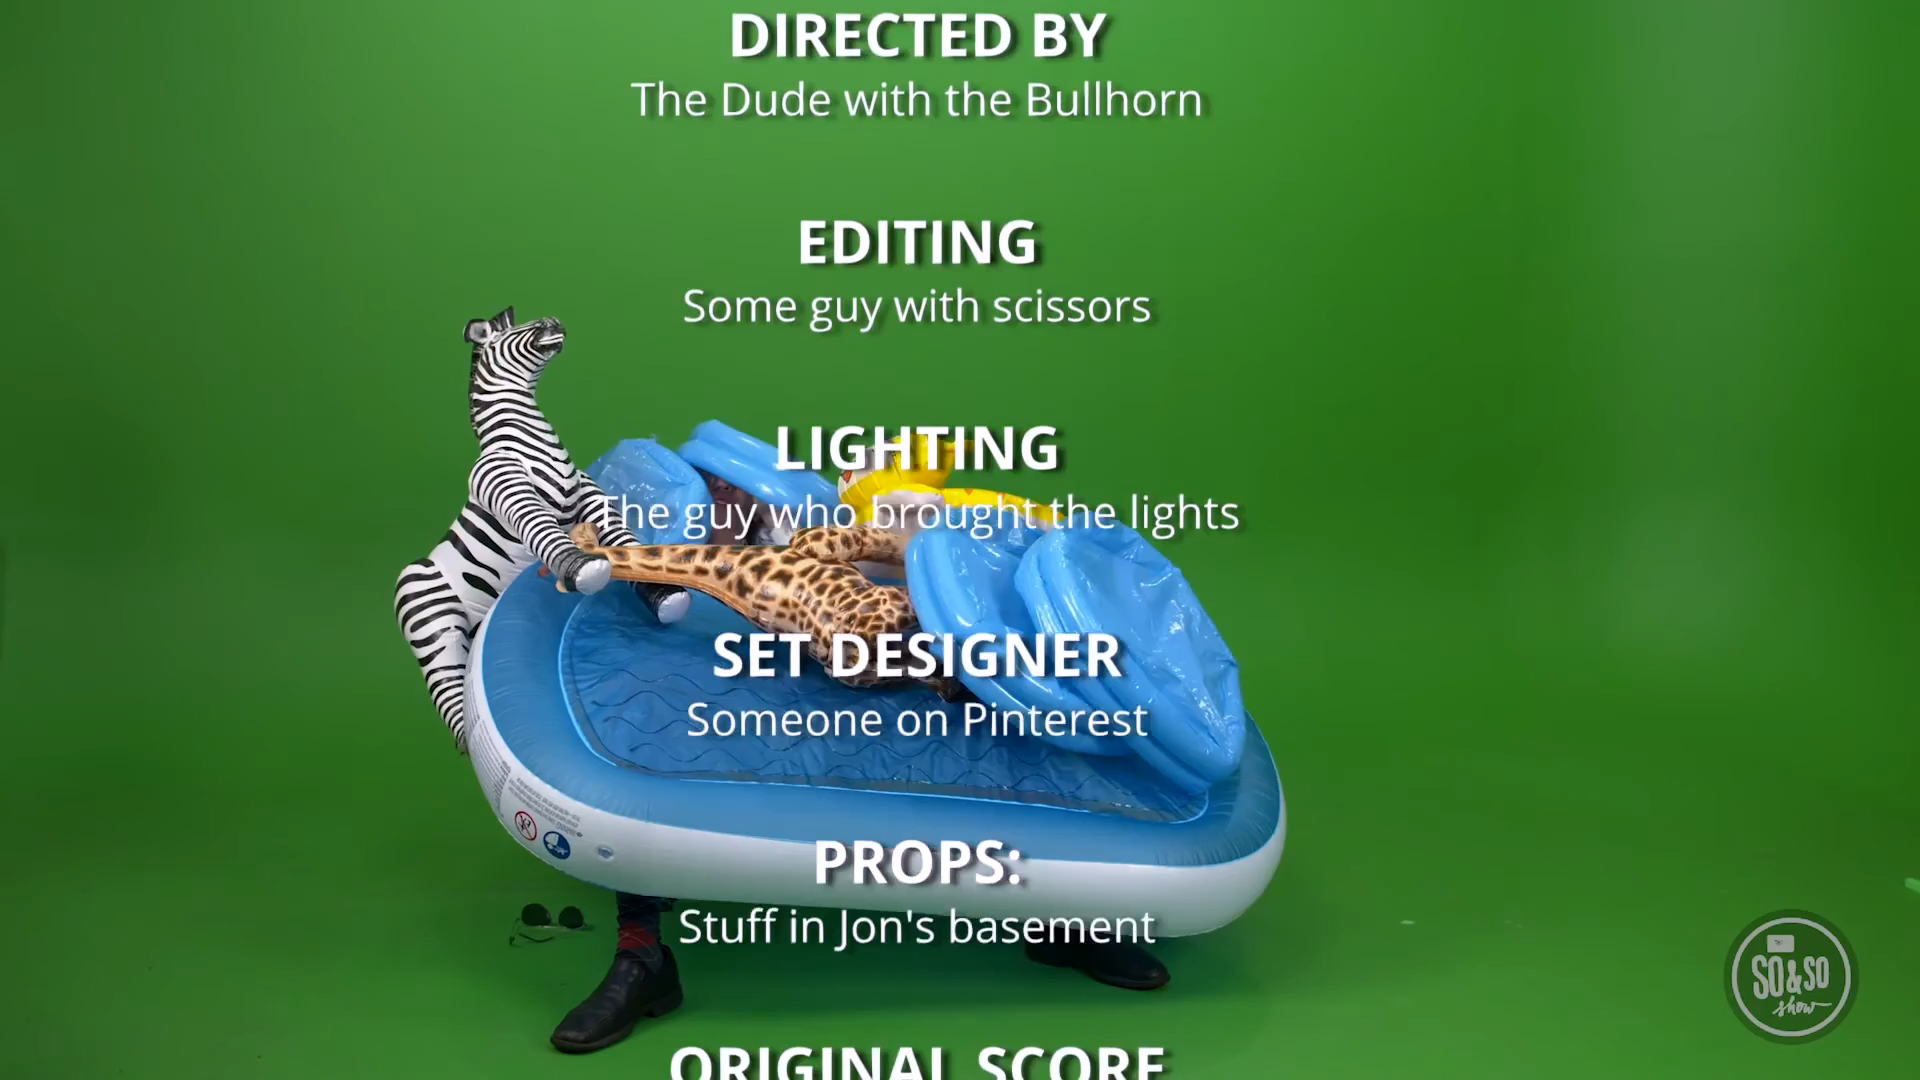 DIRECTED BY
The Dude with the Bullhorn
EDITING
Some guy with scissors
LIGHTING
The guy who brought the lights
SET DESIGNER
Someone on Pinterest
PROPS:
Stuff in Jon's basement
ORIGINAL SCORE
SO&SO
show